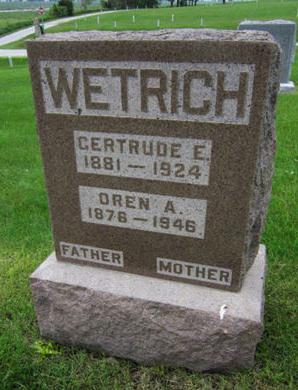 WETRICH
GERTRUDE E.
1881 – 1924
OREN A.
1876 – 1946
FATHER MOTHER